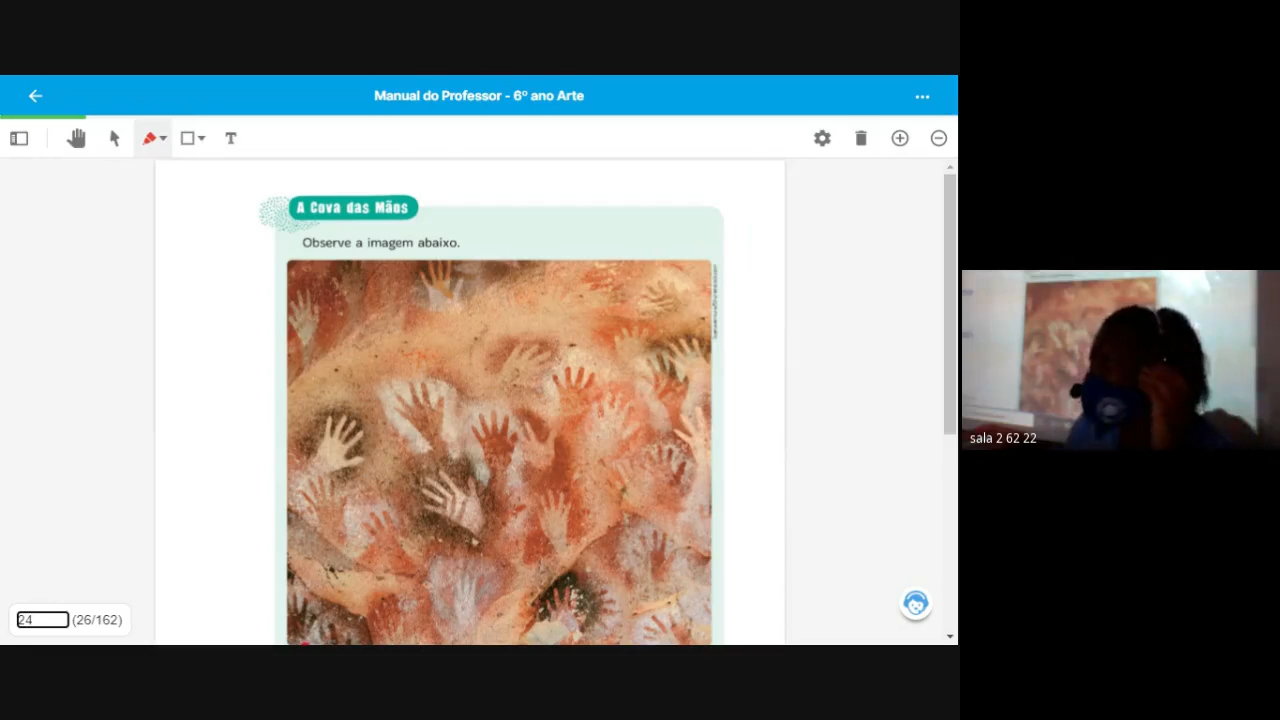 Manual do Professor - 6º ano Arte
T
A Cova das Mãos
Observe a imagem abaixo.
24 (26/162)
sala 2 62 22